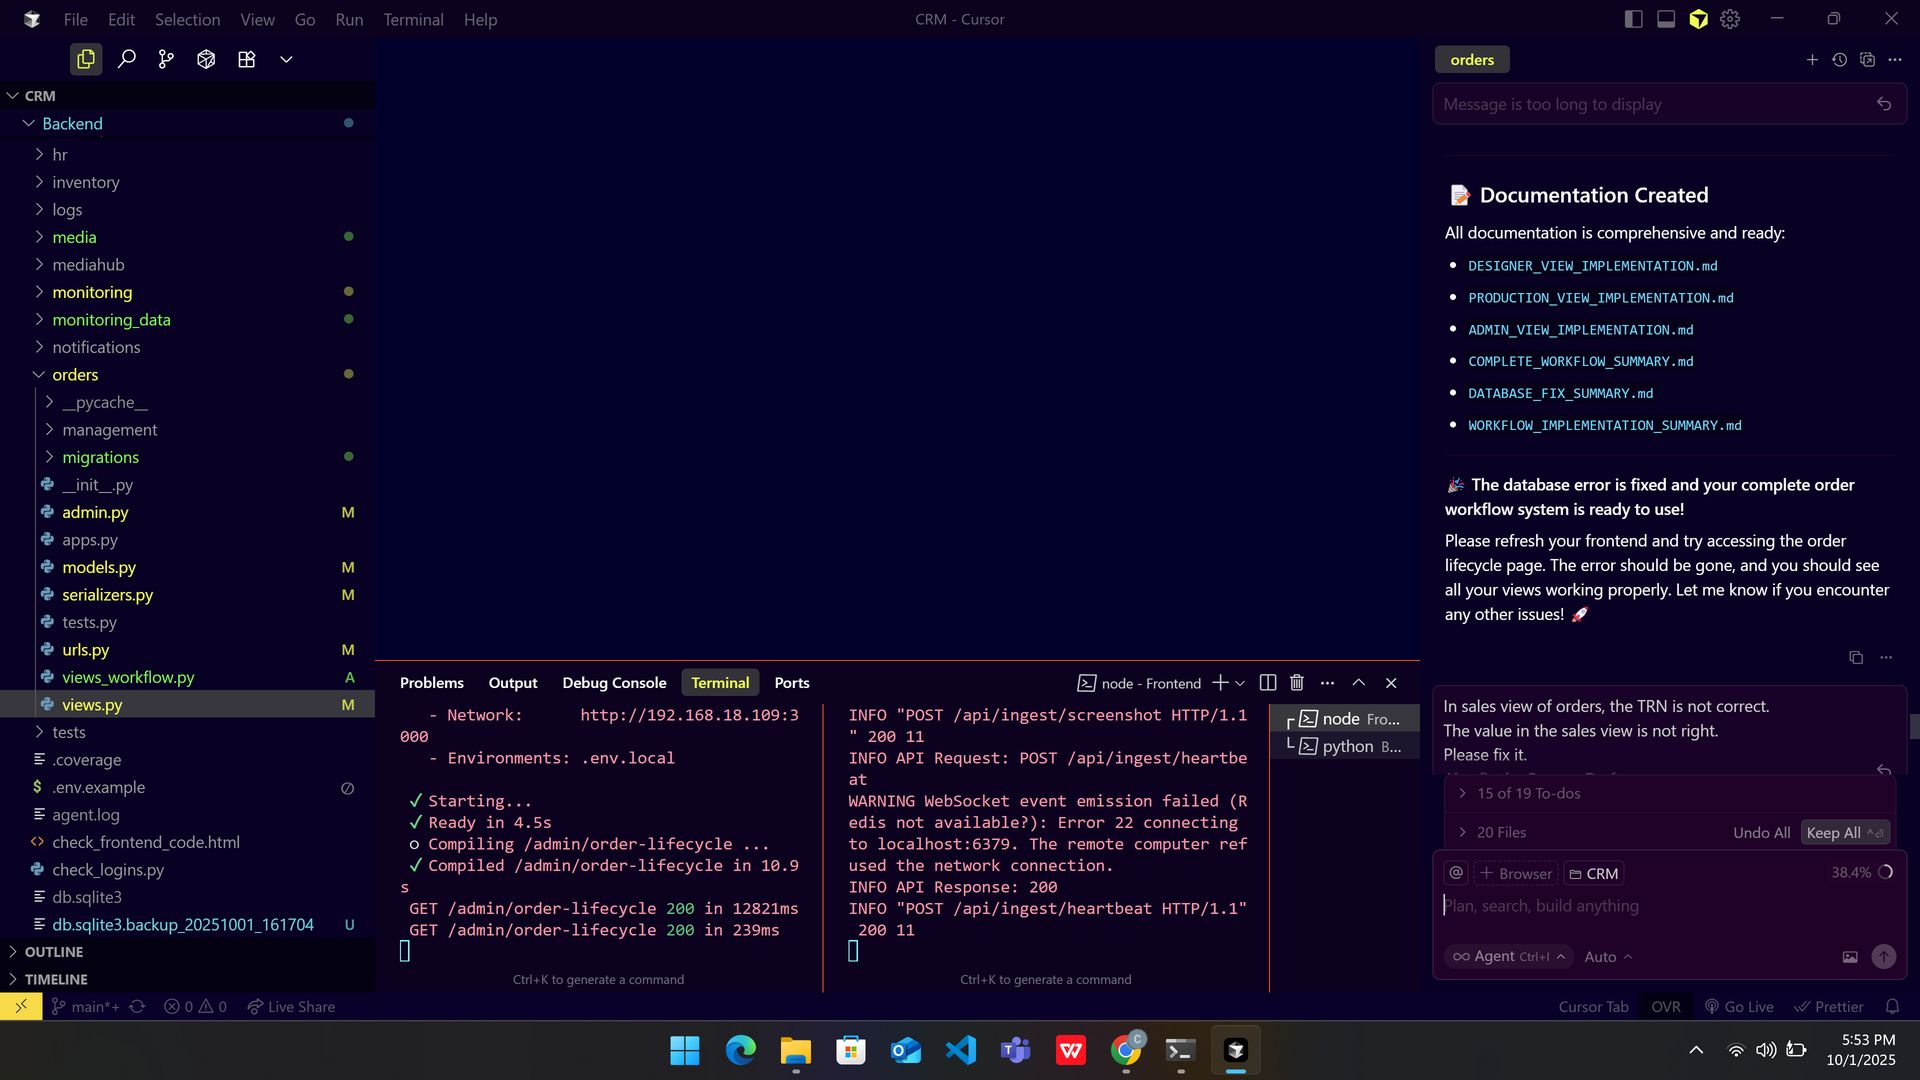 File Edit Selection View Go Run Terminal Help
CRM - Cursor
CRM
Backend
hr
inventory
logs
media
mediahub
monitoring
monitoring_data
notifications
orders
__pycache__
management
migrations
__init__.py
admin.py M
apps.py
models.py M
serializers.py M
tests.py
urls.py M
views_workflow.py A
views.py M
tests
.coverage
$ .env.example
agent.log
check_frontend_code.html
check_logins.py
db.sqlite3
db.sqlite3.backup_20251001_161704 U
OUTLINE
TIMELINE
Problems Output Debug Console Terminal Ports
node - Frontend
- Network: http://192.168.18.109:3
000
- Environments: .env.local
✓ Starting...
✓ Ready in 4.5s
○ Compiling /admin/order-lifecycle ...
✓ Compiled /admin/order-lifecycle in 10.9
s
GET /admin/order-lifecycle 200 in 12821ms
GET /admin/order-lifecycle 200 in 239ms
Ctrl+K to generate a command
INFO "POST /api/ingest/screenshot HTTP/1.1
" 200 11
INFO API Request: POST /api/ingest/heartbe
at
WARNING WebSocket event emission failed (R
edis not available?): Error 22 connecting
to localhost:6379. The remote computer ref
used the network connection.
INFO API Response: 200
INFO "POST /api/ingest/heartbeat HTTP/1.1"
200 11
Ctrl+K to generate a command
node Fro...
python B...
orders
Message is too long to display
📝 Documentation Created
All documentation is comprehensive and ready:
• DESIGNER_VIEW_IMPLEMENTATION.md
• PRODUCTION_VIEW_IMPLEMENTATION.md
• ADMIN_VIEW_IMPLEMENTATION.md
• COMPLETE_WORKFLOW_SUMMARY.md
• DATABASE_FIX_SUMMARY.md
• WORKFLOW_IMPLEMENTATION_SUMMARY.md
🎉 The database error is fixed and your complete order
workflow system is ready to use!
Please refresh your frontend and try accessing the order
lifecycle page. The error should be gone, and you should see
all your views working properly. Let me know if you encounter
any other issues! 🚀
In sales view of orders, the TRN is not correct.
The value in the sales view is not right.
Please fix it.
15 of 19 To-dos
20 Files Undo All Keep All
@ + Browser CRM 38.4%
Plan, search, build anything
Agent Ctrl+I Auto
main*+ 0 0 Live Share
Cursor Tab OVR Go Live Prettier
5:53 PM
10/1/2025